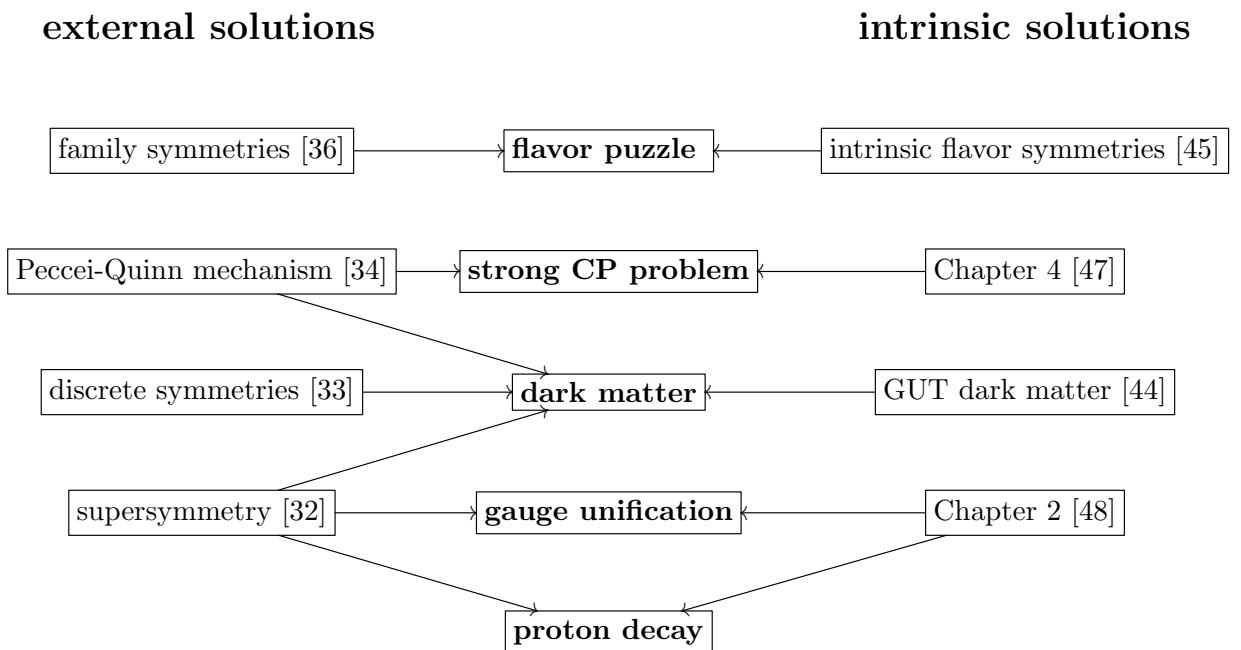 external solutions
intrinsic solutions
family symmetries [36]
flavor puzzle
intrinsic flavor symmetries [45]
Peccei-Quinn mechanism [34]
strong CP problem
Chapter 4 [47]
discrete symmetries [33]
dark matter
GUT dark matter [44]
supersymmetry [32]
gauge unification
Chapter 2 [48]
proton decay